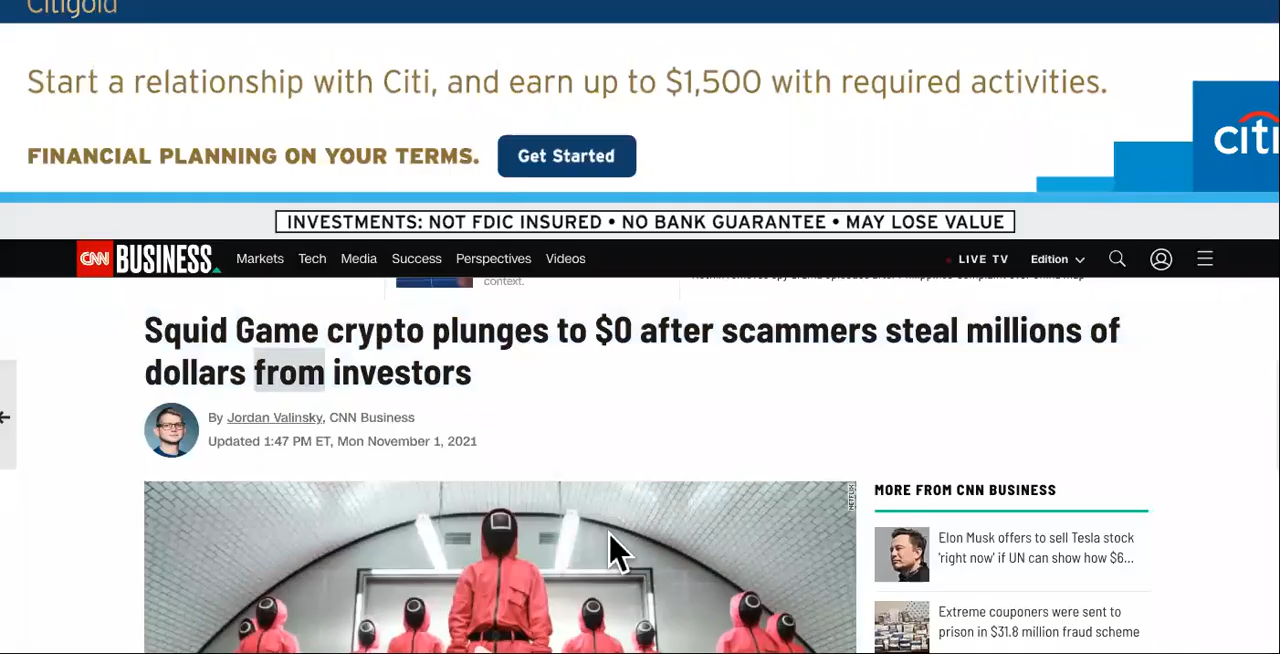 Citigold
Start a relationship with Citi, and earn up to $1,500 with required activities.
FINANCIAL PLANNING ON YOUR TERMS.
Get Started
citi
INVESTMENTS: NOT FDIC INSURED • NO BANK GUARANTEE • MAY LOSE VALUE
CNN BUSINESS Markets Tech Media Success Perspectives Videos LIVE TV Edition
context.
Squid Game crypto plunges to $0 after scammers steal millions of
dollars from investors
By Jordan Valinsky, CNN Business
Updated 1:47 PM ET, Mon November 1, 2021
NETFLIX
MORE FROM CNN BUSINESS
Elon Musk offers to sell Tesla stock
'right now' if UN can show how $6...
Extreme couponers were sent to
prison in $31.8 million fraud scheme